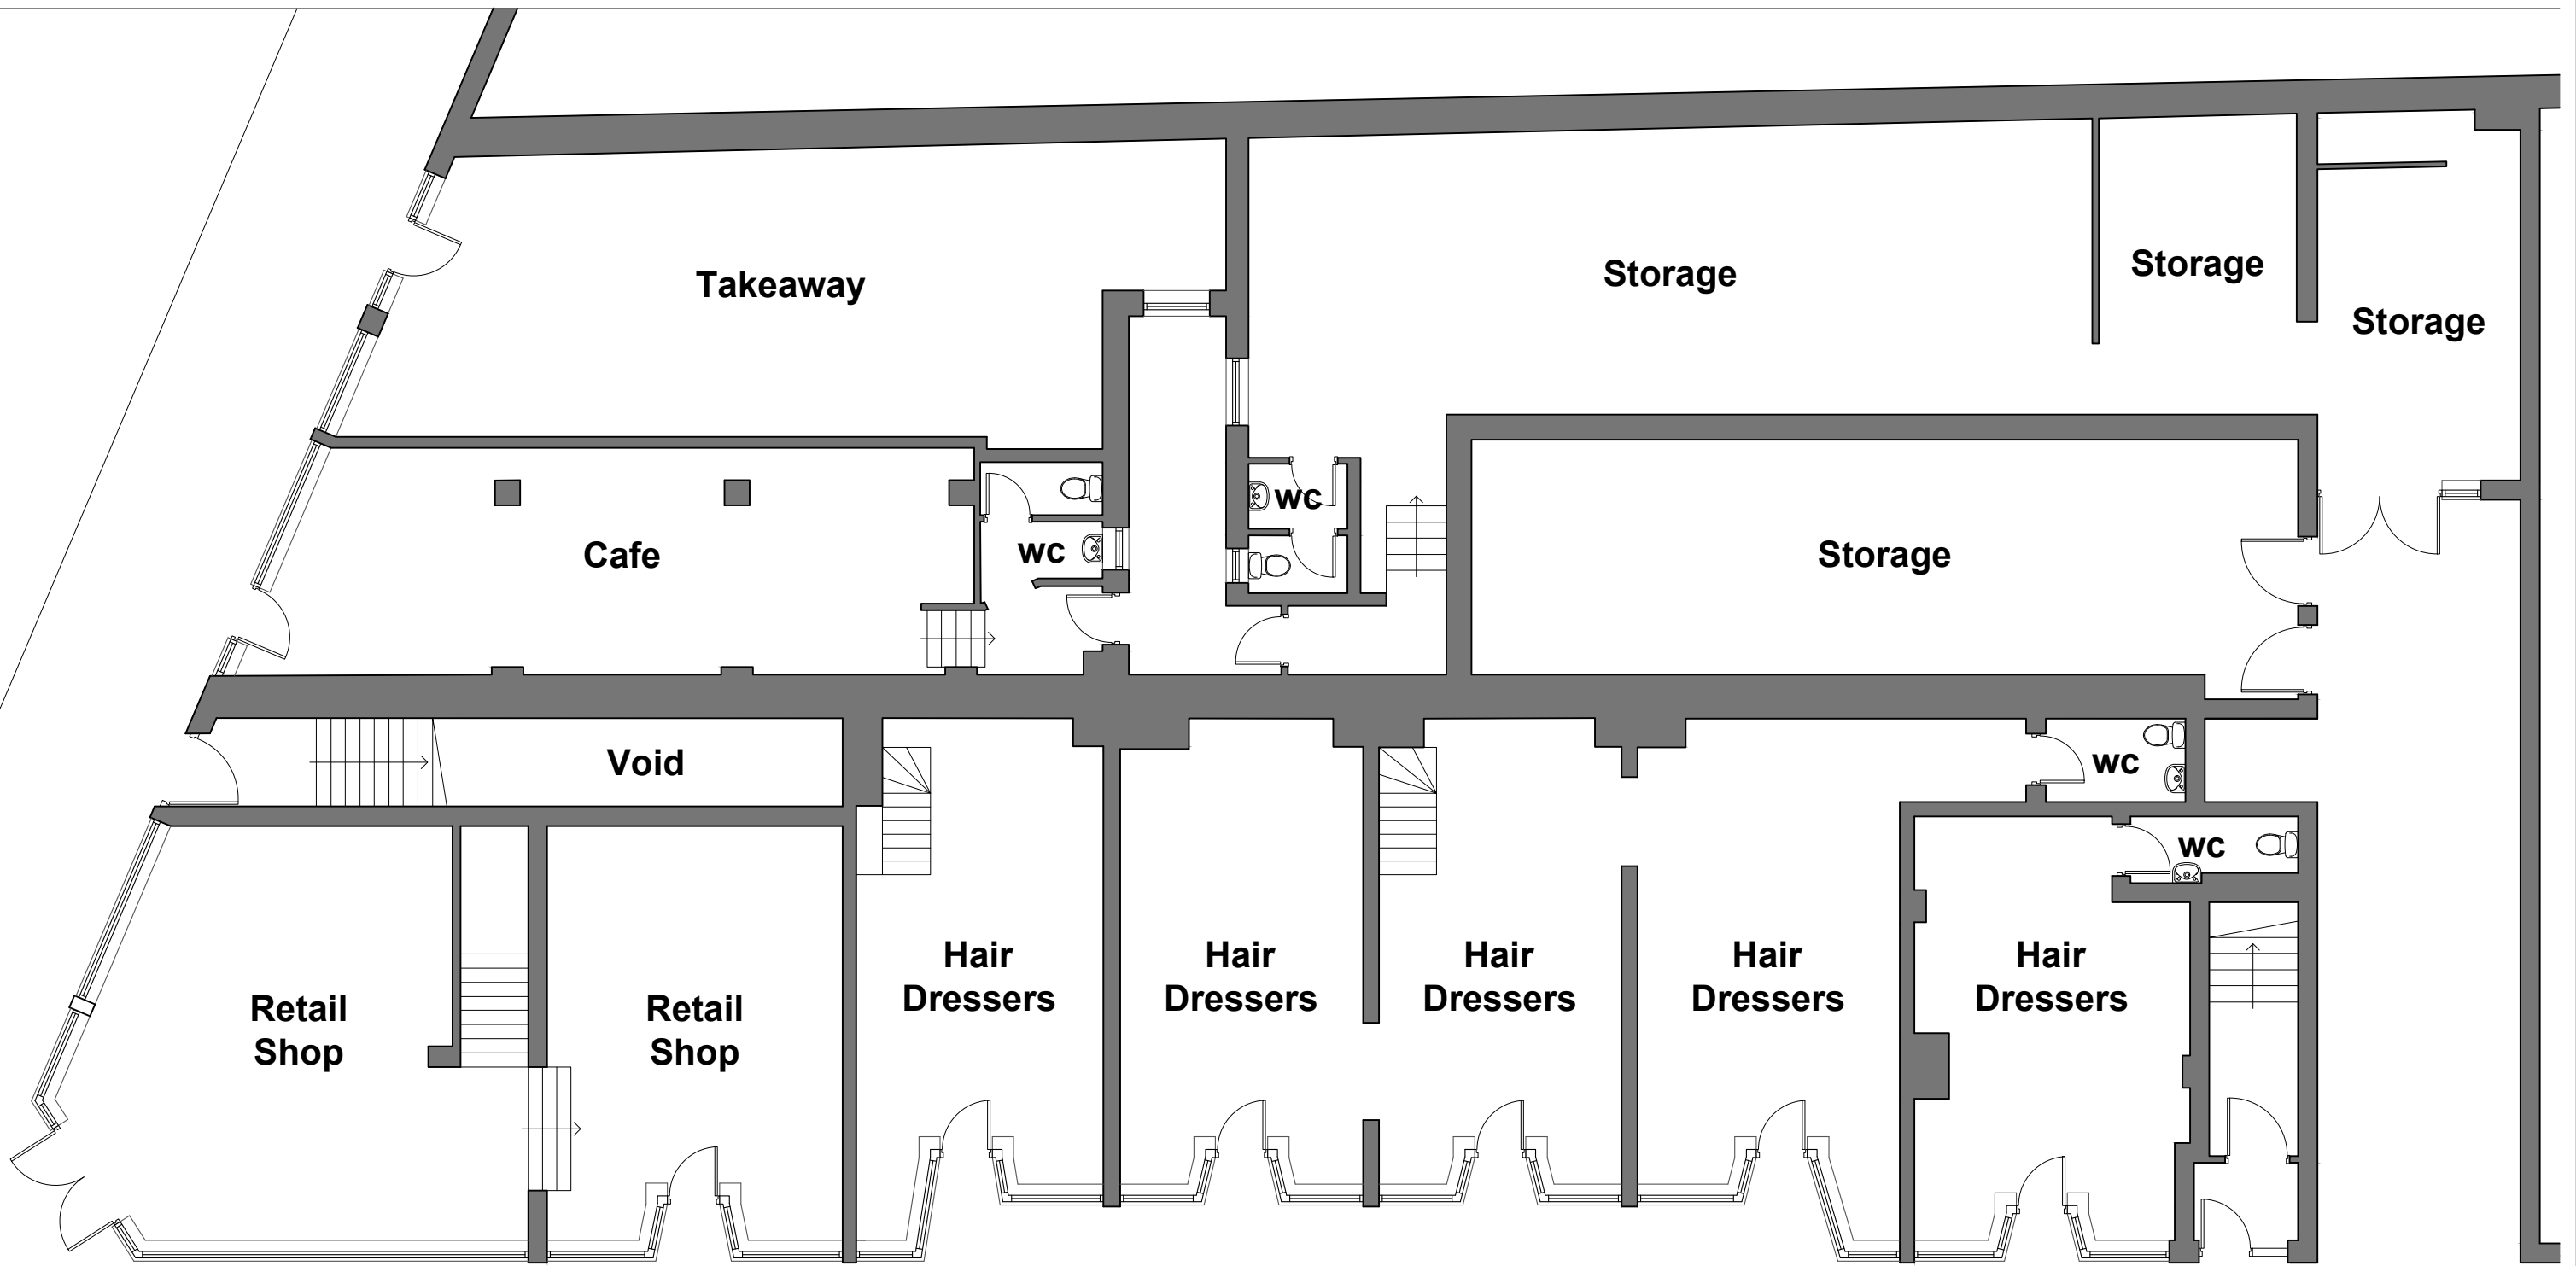 Takeaway
Storage
Storage
Storage
Cafe
wc
wc
Storage
Void
wc
wc
Retail
Shop
Retail
Shop
Hair
Dressers
Hair
Dressers
Hair
Dressers
Hair
Dressers
Hair
Dressers